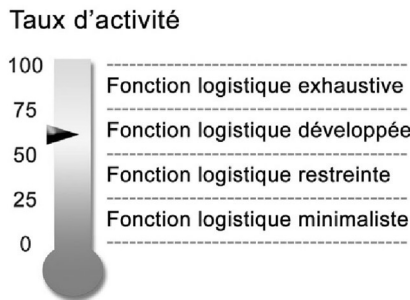 Taux d'activité
100
Fonction logistique exhaustive
75
Fonction logistique développée
50
Fonction logistique restreinte
25
Fonction logistique minimaliste
0